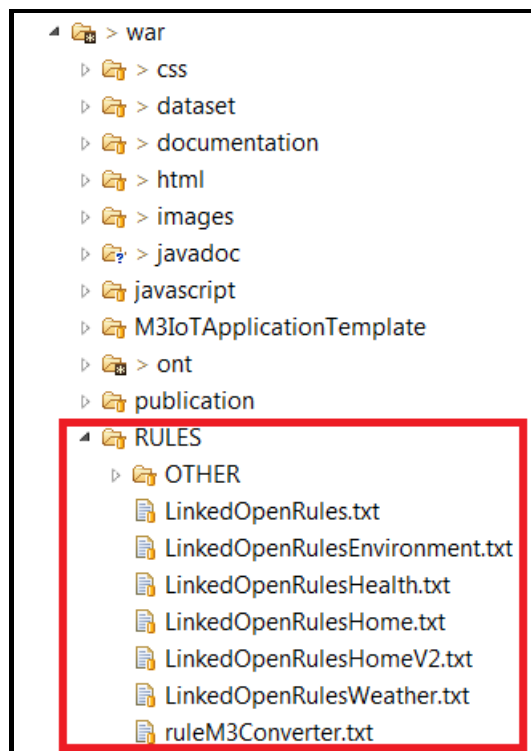 > war
> css
> dataset
> documentation
> html
> images
> javadoc
javascript
M3IoTApplicationTemplate
> ont
publication
RULES
OTHER
LinkedOpenRules.txt
LinkedOpenRulesEnvironment.txt
LinkedOpenRulesHealth.txt
LinkedOpenRulesHome.txt
LinkedOpenRulesHomeV2.txt
LinkedOpenRulesWeather.txt
ruleM3Converter.txt